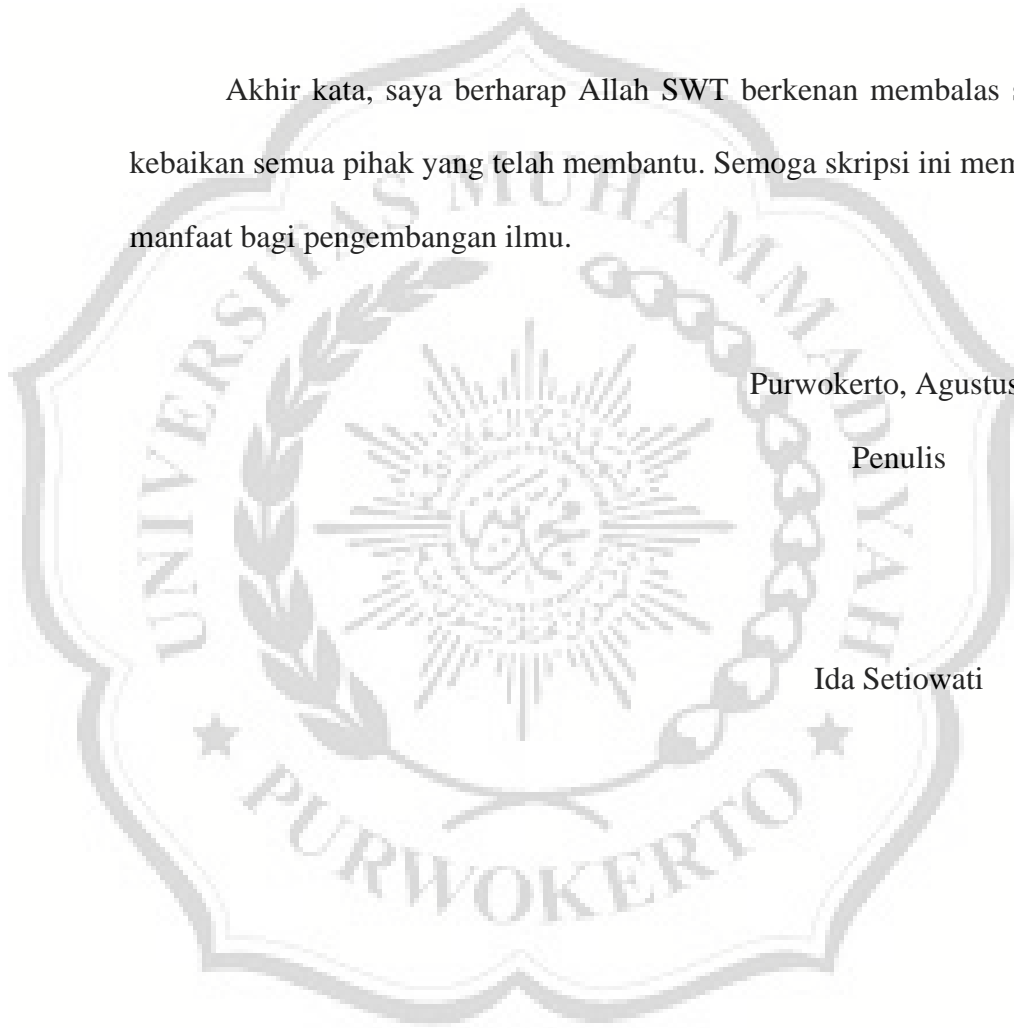 Akhir kata, saya berharap Allah SWT berkenan membalas
kebaikan semua pihak yang telah membantu. Semoga skripsi ini
manfaat bagi pengembangan ilmu.
UNIVERSITAS MUHAMMADIYAH
Purwokerto, Agustus
Penulis
Ida Setiowati
PURWOKERTO